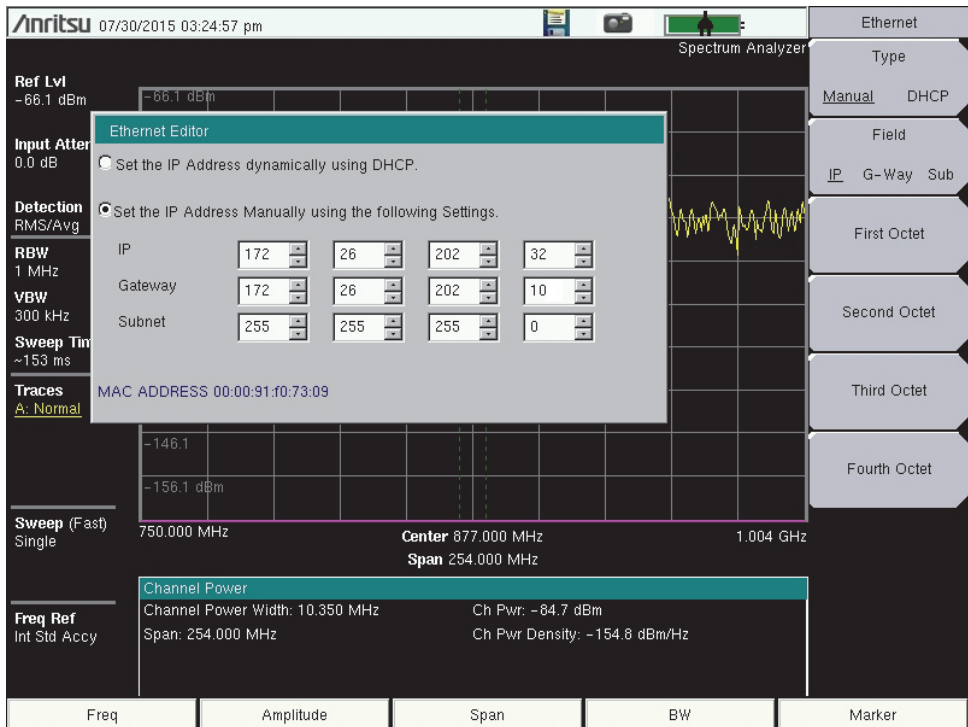 Anritsu 07/30/2015 03:24:57 pm
Spectrum Analyzer
Ref Lvl
-66.1 dBm
Input Atten
0.0 dB
Detection
RMS/Avg
RBW
1 MHz
VBW
300 kHz
Sweep Tim
~153 ms
Traces
A: Normal
Sweep (Fast)
Single
Freq Ref
Int Std Accy
-66.1 dBm
Ethernet Editor
Set the IP Address dynamically using DHCP.
Set the IP Address Manually using the following Settings.
IP 172 26 202 32
Gateway 172 26 202 10
Subnet 255 255 255 0
MAC ADDRESS 00:00:91:f0:73:09
-146.1
-156.1 dBm
750.000 MHz Center 877.000 MHz 1.004 GHz
Span 254.000 MHz
Channel Power
Channel Power Width: 10.350 MHz Ch Pwr: -84.7 dBm
Span: 254.000 MHz Ch Pwr Density: -154.8 dBm/Hz
Ethernet
Type
Manual DHCP
Field
IP G-Way Sub
First Octet
Second Octet
Third Octet
Fourth Octet
Freq Amplitude Span BW Marker